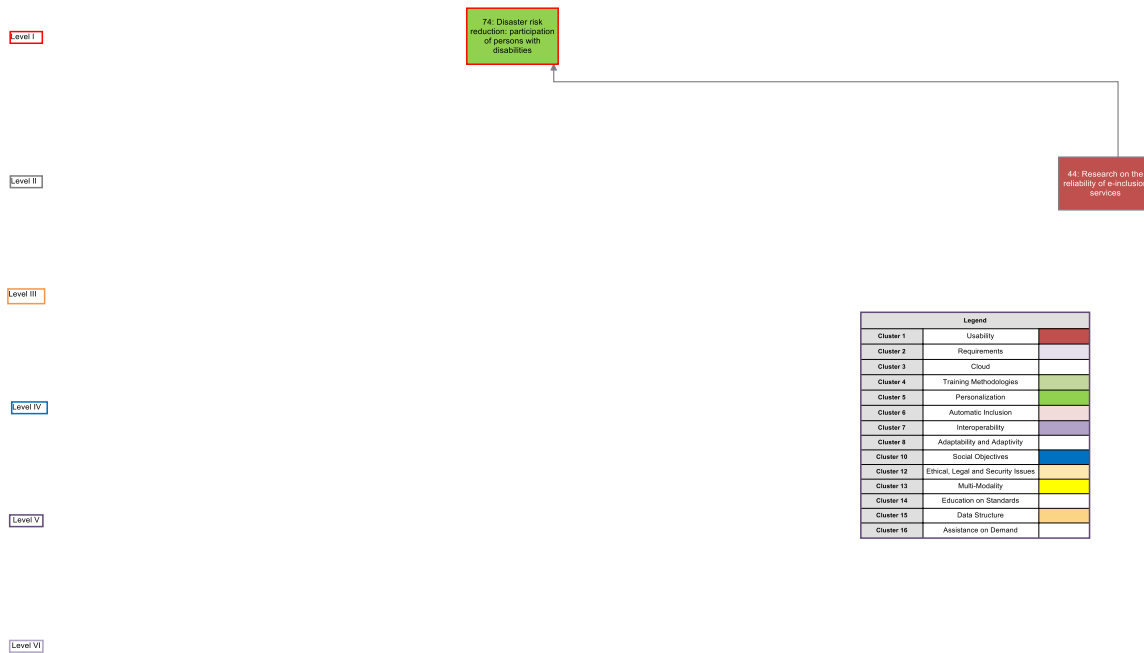 Level I
74: Disaster risk
reduction: participation
of persons with
disabilities
Level II
44: Research on the
reliability of e-inclusion
services
Level III
Legend
Cluster 1 Usability
Cluster 2 Requirements
Cluster 3 Cloud
Cluster 4 Training Methodologies
Cluster 5 Personalization
Cluster 6 Automatic Inclusion
Cluster 7 Interoperability
Cluster 8 Adaptability and Adaptivity
Cluster 10 Social Objectives
Cluster 12 Ethical, Legal and Security Issues
Cluster 13 Multi-Modality
Cluster 14 Education on Standards
Cluster 15 Data Structure
Cluster 16 Assistance on Demand
Level IV
Level V
Level VI